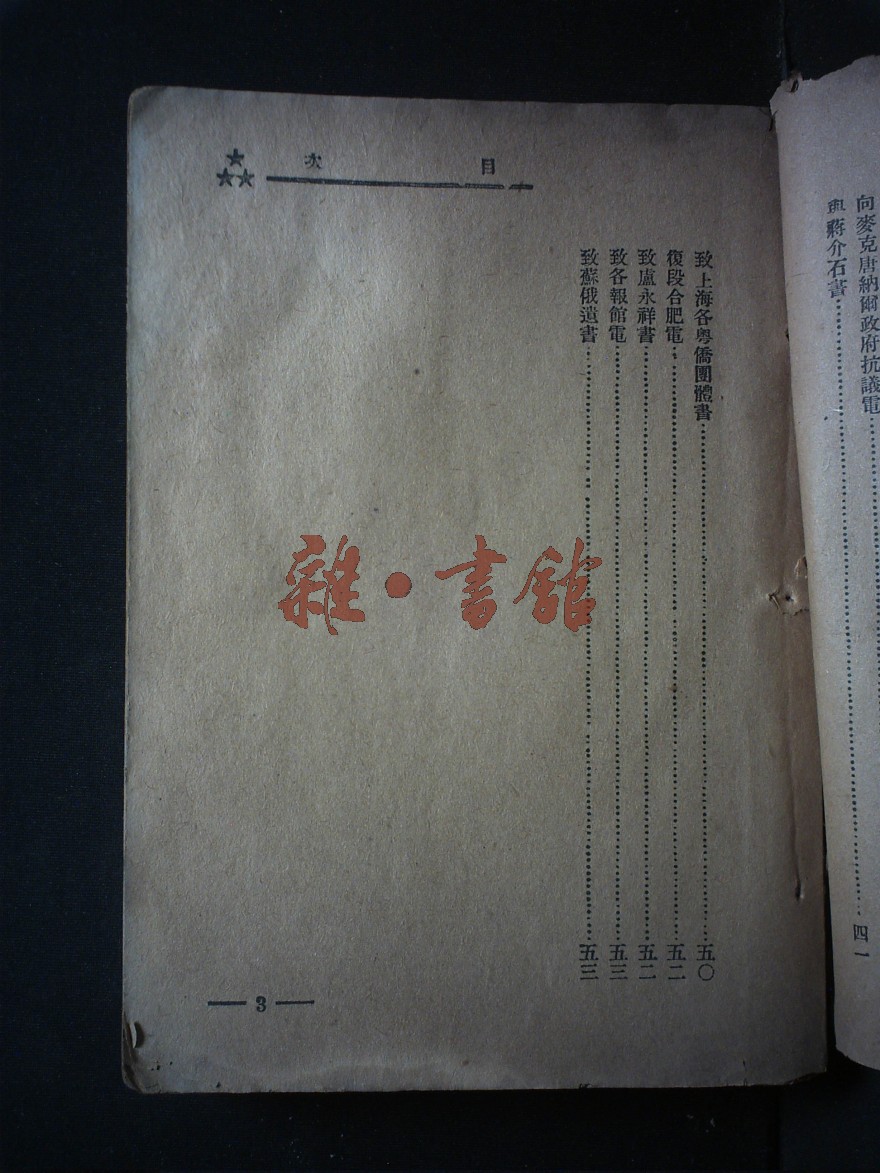 向麥克唐納爾政府抗議電
四一
與蔣介石書
目次
致上海各粵僑團體書 五〇
復段合肥電 五二
致盧永祥書 五二
致各報館電 五三
致蘇俄遺書 五三
3
雜·書館